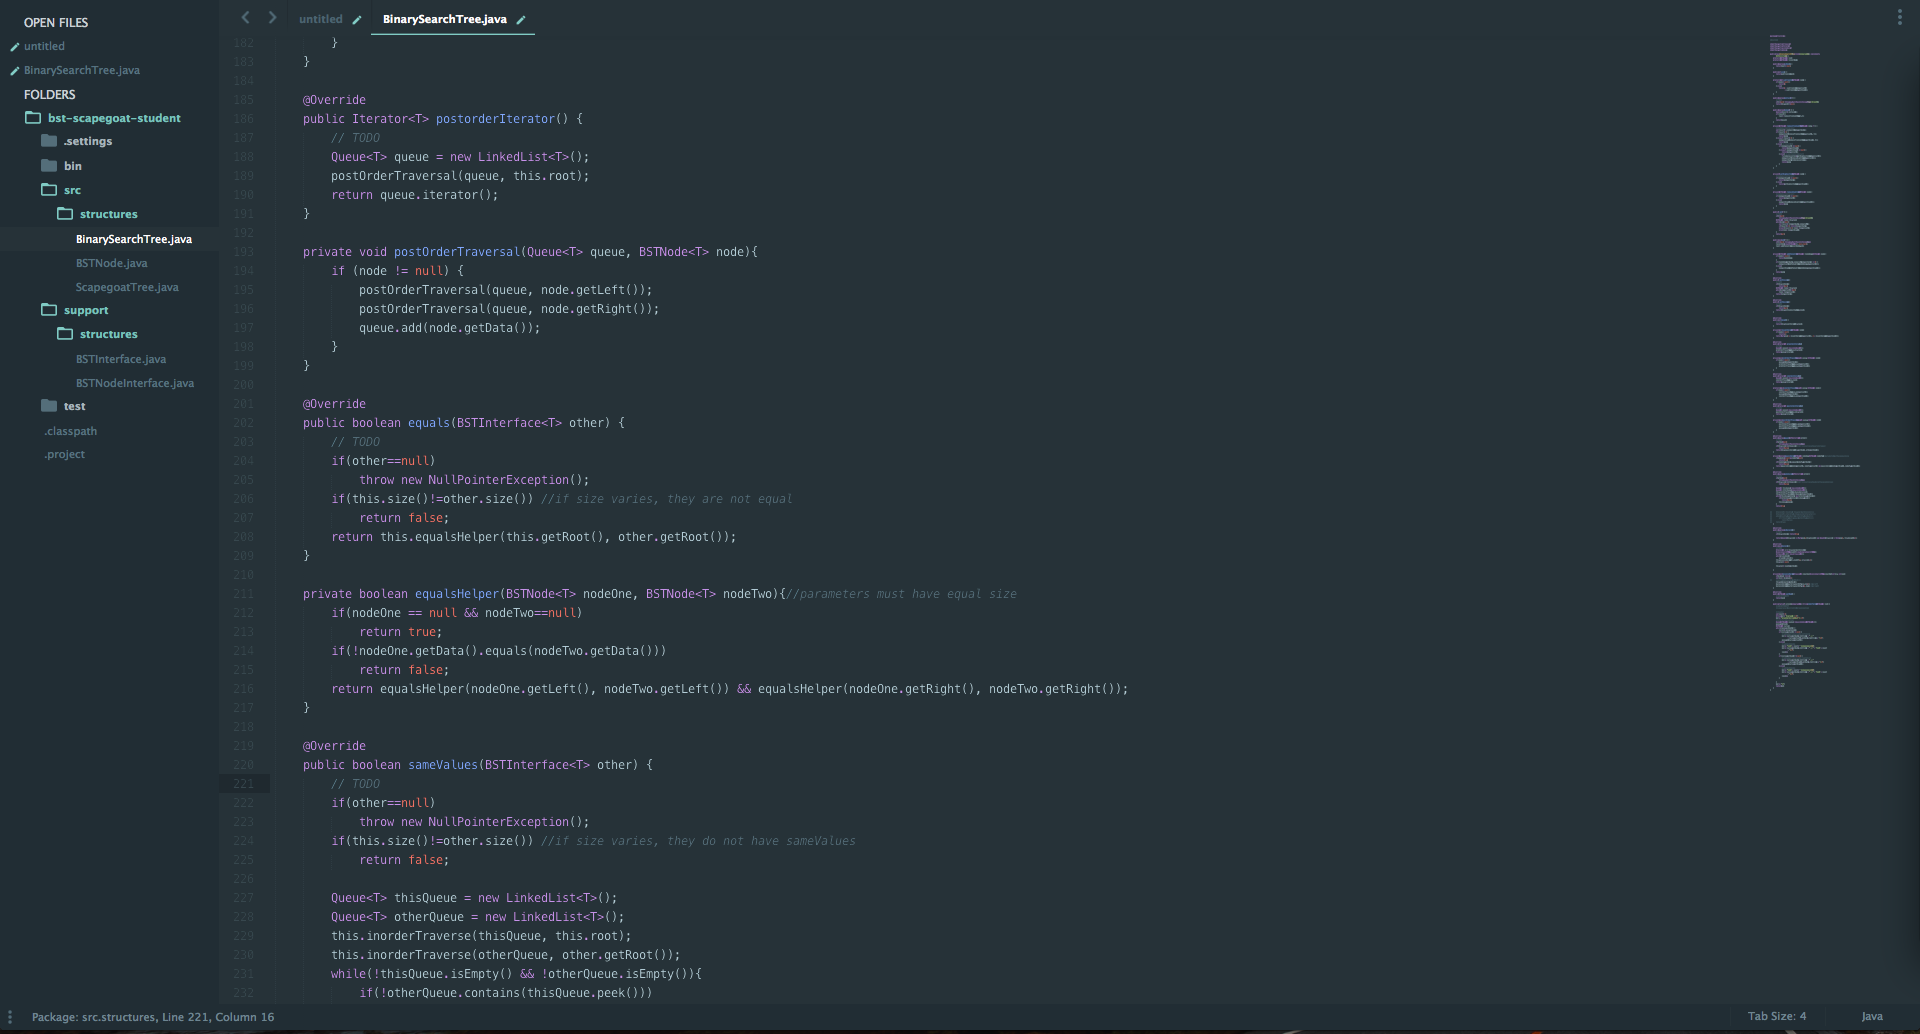 OPEN FILES
untitled
BinarySearchTree.java
FOLDERS
bst-scapegoat-student
.settings
bin
src
structures
BinarySearchTree.java
BSTNode.java
ScapegoatTree.java
support
structures
BSTInterface.java
BSTNodeInterface.java
test
.classpath
.project
untitled
BinarySearchTree.java
182 }
183 }
184
185 @Override
186 public Iterator<T> postorderIterator() {
187 // TODO
188 Queue<T> queue = new LinkedList<T>();
189 postOrderTraversal(queue, this.root);
190 return queue.iterator();
191 }
192
193 private void postOrderTraversal(Queue<T> queue, BSTNode<T> node){
194 if (node != null) {
195 postOrderTraversal(queue, node.getLeft());
196 postOrderTraversal(queue, node.getRight());
197 queue.add(node.getData());
198 }
199 }
200
201 @Override
202 public boolean equals(BSTInterface<T> other) {
203 // TODO
204 if(other==null)
205 throw new NullPointerException();
206 if(this.size()!=other.size()) //if size varies, they are not equal
207 return false;
208 return this.equalsHelper(this.getRoot(), other.getRoot());
209 }
210
211 private boolean equalsHelper(BSTNode<T> nodeOne, BSTNode<T> nodeTwo){//parameters must have equal size
212 if(nodeOne == null && nodeTwo==null)
213 return true;
214 if(!nodeOne.getData().equals(nodeTwo.getData()))
215 return false;
216 return equalsHelper(nodeOne.getLeft(), nodeTwo.getLeft()) && equalsHelper(nodeOne.getRight(), nodeTwo.getRight());
217 }
218
219 @Override
220 public boolean sameValues(BSTInterface<T> other) {
221 // TODO
222 if(other==null)
223 throw new NullPointerException();
224 if(this.size()!=other.size()) //if size varies, they do not have sameValues
225 return false;
226
227 Queue<T> thisQueue = new LinkedList<T>();
228 Queue<T> otherQueue = new LinkedList<T>();
229 this.inorderTraverse(thisQueue, this.root);
230 this.inorderTraverse(otherQueue, other.getRoot());
231 while(!thisQueue.isEmpty() && !otherQueue.isEmpty()){
232 if(!otherQueue.contains(thisQueue.peek()))
Package: src.structures, Line 221, Column 16
Tab Size: 4
Java